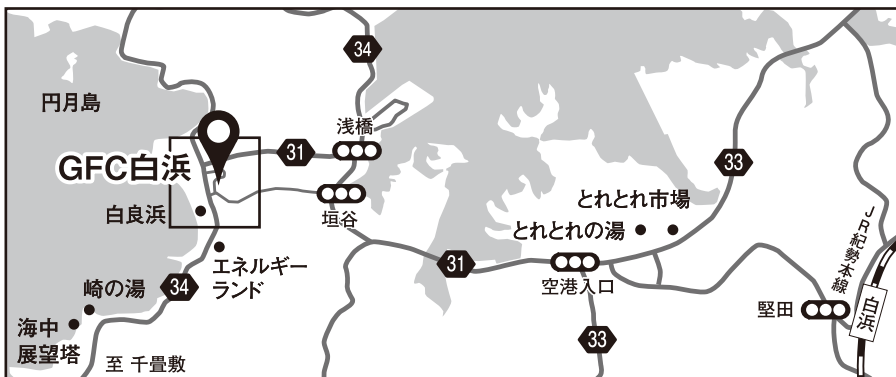 34
円月島
浅橋
31
GFC白浜
33
とれとれ市場
白良浜
垣谷
とれとれの湯
JR紀勢本線
エネルギー
ランド
31
空港入口
34
崎の湯
白浜
堅田
海中
展望塔
33
至 千畳敷